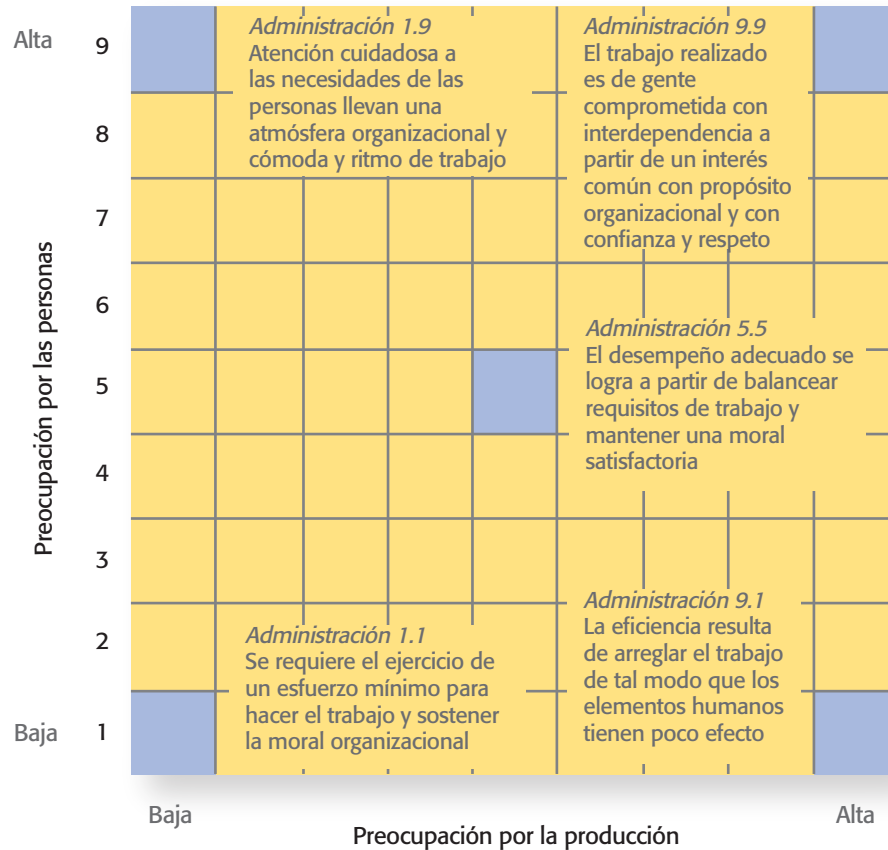 Alta
9
8
7
6
5
4
3
2
1
Baja
Preocupación por las personas
Administración 1.9
Atención cuidadosa a
las necesidades de las
personas llevan una
atmósfera organizacional y
cómoda y ritmo de trabajo
Administración 9.9
El trabajo realizado
es de gente
comprometida con
interdependencia a
partir de un interés
común con propósito
organizacional y con
confianza y respeto
Administración 5.5
El desempeño adecuado se
logra a partir de balancear
requisitos de trabajo y
mantener una moral
satisfactoria
Administración 1.1
Se requiere el ejercicio de
un esfuerzo mínimo para
hacer el trabajo y sostener
la moral organizacional
Administración 9.1
La eficiencia resulta
de arreglar el trabajo
de tal modo que los
elementos humanos
tienen poco efecto
Baja
Alta
Preocupación por la producción